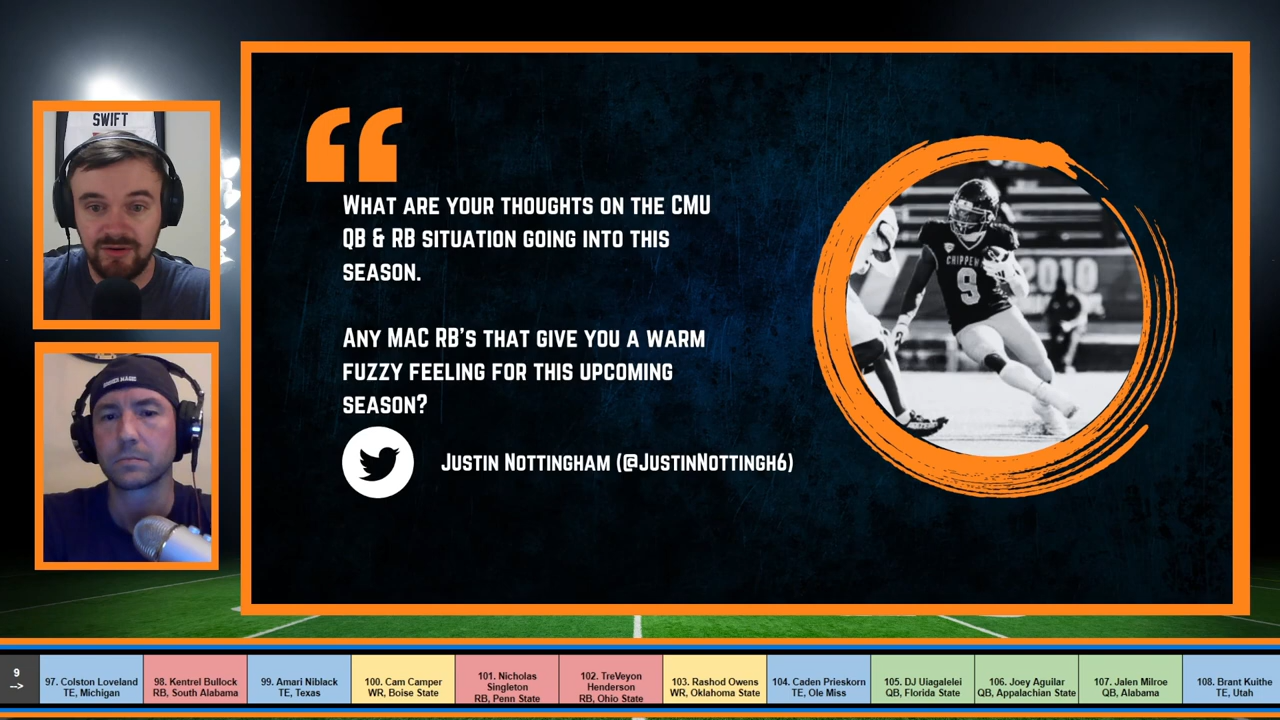 SWIFT
WHAT ARE YOUR THOUGHTS ON THE CMU
QB & RB SITUATION GOING INTO THIS
SEASON.
ANY MAC RB'S THAT GIVE YOU A WARM
FUZZY FEELING FOR THIS UPCOMING
SEASON?
JUSTIN NOTTINGHAM (@JUSTINNOTTINGH6)
CHIPPEW
9
2010
9
-->
97. Colston Loveland
TE, Michigan
98. Kentrel Bullock
RB, South Alabama
99. Amari Niblack
TE, Texas
100. Cam Camper
WR, Boise State
101. Nicholas
Singleton
RB, Penn State
102. TreVeyon
Henderson
RB, Ohio State
103. Rashod Owens
WR, Oklahoma State
104. Caden Prieskorn
TE, Ole Miss
105. DJ Uiagalelei
QB, Florida State
106. Joey Aguilar
QB, Appalachian State
107. Jalen Milroe
QB, Alabama
108. Brant Kuithe
TE, Utah